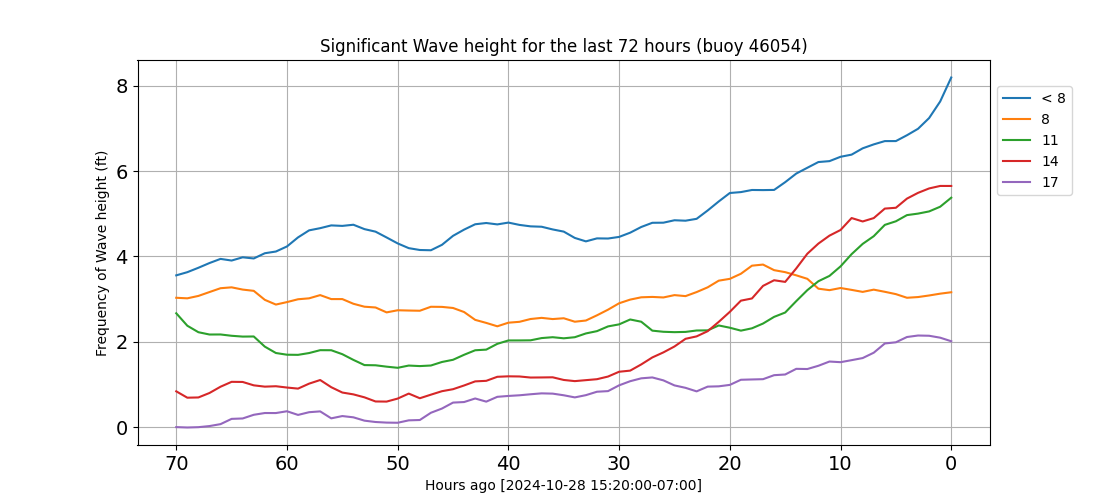 Significant Wave height for the last 72 hours (buoy 46054)
Frequency of Wave height (ft)
8
6
4
2
0
70 60 50 40 30 20 10 0
Hours ago [2024-10-28 15:20:00-07:00]
< 8
8
11
14
17